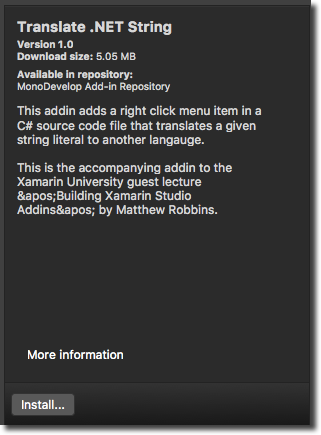 Translate .NET String
Version 1.0
Download size: 5.05 MB
Available in repository:
MonoDevelop Add-in Repository
This addin adds a right click menu item in a
C# source code file that translates a given
string literal to another langauge.
This is the accompanying addin to the
Xamarin University guest lecture
&apos;Building Xamarin Studio
Addins&apos; by Matthew Robbins.
More information
Install...